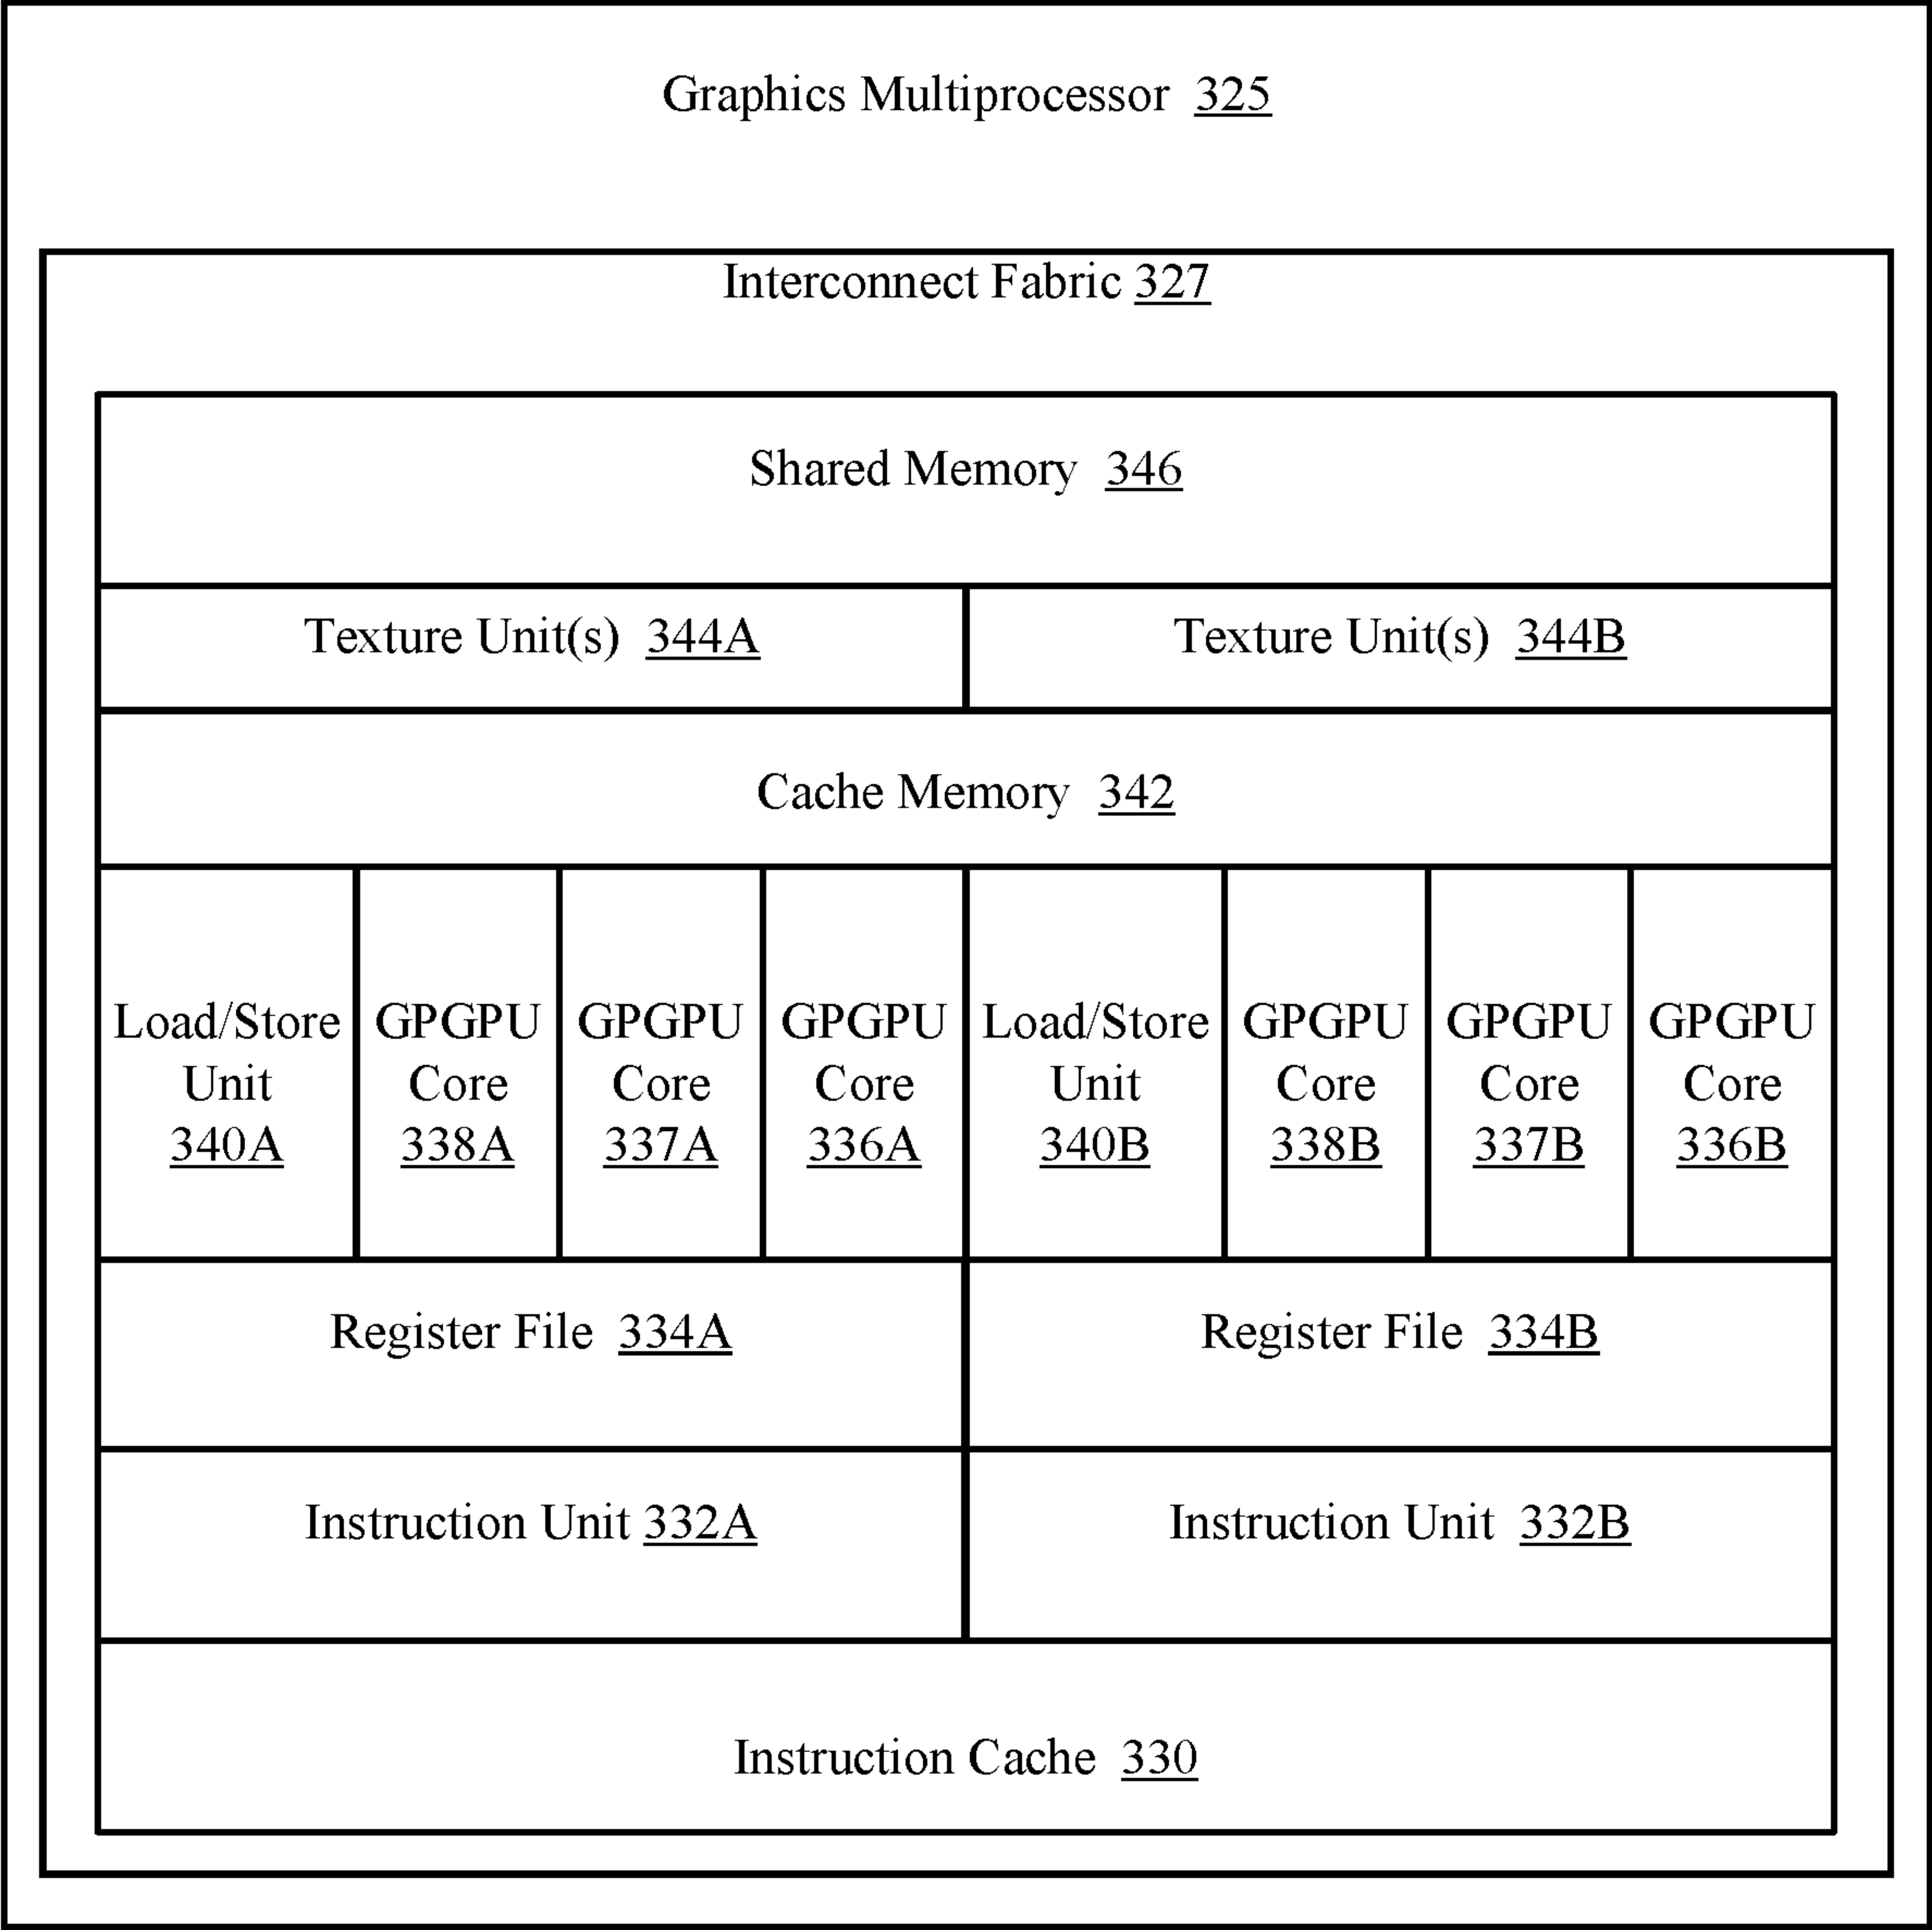 Graphics Multiprocessor 325
Interconnect Fabric 327
Shared Memory 346
Texture Unit(s) 344A
Texture Unit(s) 344B
Cache Memory 342
Load/Store
Unit
340A
GPGPU
Core
338A
GPGPU
Core
337A
GPGPU
Core
336A
Load/Store
Unit
340B
GPGPU
Core
338B
GPGPU
Core
337B
GPGPU
Core
336B
Register File 334A
Register File 334B
Instruction Unit 332A
Instruction Unit 332B
Instruction Cache 330